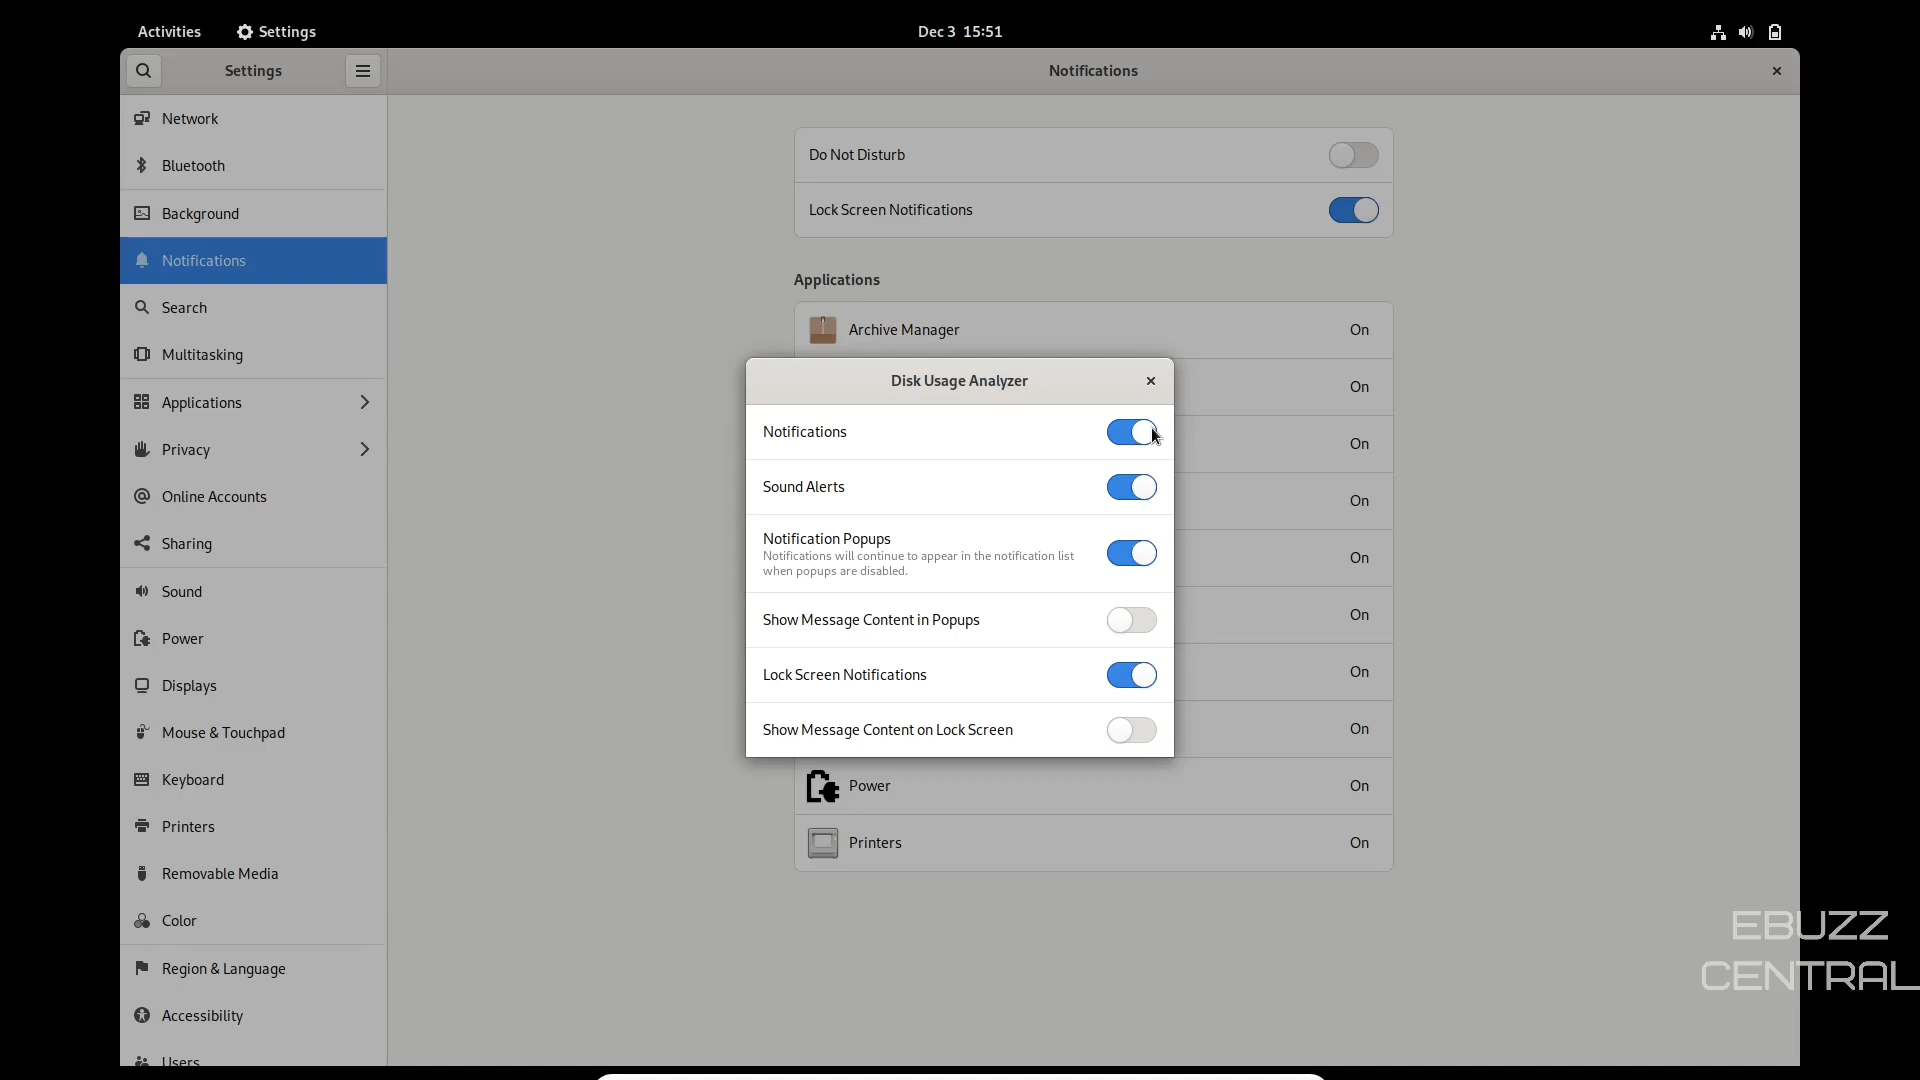 Activities
Settings
Dec 3 15:51
Settings
Notifications
Network
Bluetooth
Background
Notifications
Search
Multitasking
Applications
Privacy
Online Accounts
Sharing
Sound
Power
Displays
Mouse & Touchpad
Keyboard
Printers
Removable Media
Color
Region & Language
Accessibility
Users
Do Not Disturb
Lock Screen Notifications
Applications
Archive Manager On
On
On
On
On
On
On
On
Power On
Printers On
Disk Usage Analyzer
Notifications
Sound Alerts
Notification Popups
Notifications will continue to appear in the notification list
when popups are disabled.
Show Message Content in Popups
Lock Screen Notifications
Show Message Content on Lock Screen
EBUZZ
CENTRAL